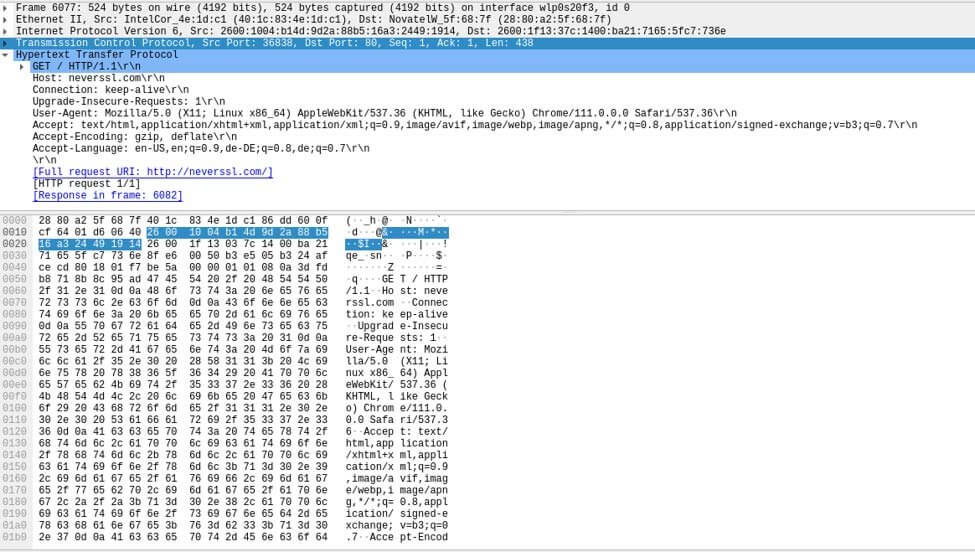 Frame 6077: 524 bytes on wire (4192 bits), 524 bytes captured (4192 bits) on interface wlp0s20f3, id 0
Ethernet II, Src: IntelCor_4e:1d:c1 (40:1c:83:4e:1d:c1), Dst: NovatelW_5f:68:7f (28:80:a2:5f:68:7f)
Internet Protocol Version 6, Src: 2600:1004:b14d:9d2a:88b5:16a3:2449:1914, Dst: 2600:1f13:37c:1400:ba21:7165:5fc7:736e
Transmission Control Protocol, Src Port: 36838, Dst Port: 80, Seq: 1, Ack: 1, Len: 438
Hypertext Transfer Protocol
GET / HTTP/1.1\r\n
Host: neverssl.com\r\n
Connection: keep-alive\r\n
Upgrade-Insecure-Requests: 1\r\n
User-Agent: Mozilla/5.0 (X11; Linux x86_64) AppleWebKit/537.36 (KHTML, like Gecko) Chrome/111.0.0.0 Safari/537.36\r\n
Accept: text/html,application/xhtml+xml,application/xml;q=0.9,image/avif,image/webp,image/apng,*/*;q=0.8,application/signed-exchange;v=b3;q=0.7\r\n
Accept-Encoding: gzip, deflate\r\n
Accept-Language: en-US,en;q=0.9,de-DE;q=0.8,de;q=0.7\r\n
\r\n
[Full request URI: http://neverssl.com/]
[HTTP request 1/1]
[Response in frame: 6082]
0000 28 80 a2 5f 68 7f 40 1c 83 4e 1d c1 86 dd 60 0f (··_h·@· ·N····`·
0010 cf 64 01 d6 06 40 26 00 10 04 b1 4d 9d 2a 88 b5 ·d···@&· ···M·*··
0020 16 a3 24 49 19 14 26 00 1f 13 03 7c 14 00 ba 21 ··$I··&· ···|···!
0030 71 65 5f c7 73 6e 8f e6 00 50 b3 e5 05 b3 24 af qe_·sn·· ·P····$·
0040 ce cd 80 18 01 f7 be 5a 00 00 01 01 08 0a 3d fd ·······Z ······=·
0050 b8 71 8b 8c 95 ad 47 45 54 20 2f 20 48 54 54 50 ·q····GE T / HTTP
0060 2f 31 2e 31 0d 0a 48 6f 73 74 3a 20 6e 65 76 65 /1.1··Ho st: neve
0070 72 73 73 6c 2e 63 6f 6d 0d 0a 43 6f 6e 6e 65 63 rssl.com ··Connec
0080 74 69 6f 6e 3a 20 6b 65 65 70 2d 61 6c 69 76 65 tion: ke ep-alive
0090 0d 0a 55 70 67 72 61 64 65 2d 49 6e 73 65 63 75 ··Upgrad e-Insecu
00a0 72 65 2d 52 65 71 75 65 73 74 73 3a 20 31 0d 0a re-Reque sts: 1··
00b0 55 73 65 72 2d 41 67 65 6e 74 3a 20 4d 6f 7a 69 User-Age nt: Mozi
00c0 6c 6c 61 2f 35 2e 30 20 28 58 31 31 3b 20 4c 69 lla/5.0  (X11; Li
00d0 6e 75 78 20 78 38 36 5f 36 34 29 20 41 70 70 6c nux x86_ 64) Appl
00e0 65 57 65 62 4b 69 74 2f 35 33 37 2e 33 36 20 28 eWebKit/ 537.36 (
00f0 4b 48 54 4d 4c 2c 20 6c 69 6b 65 20 47 65 63 6b KHTML, l ike Geck
0100 6f 29 20 43 68 72 6f 6d 65 2f 31 31 31 2e 30 2e o) Chrom e/111.0.
0110 30 2e 30 20 53 61 66 61 72 69 2f 35 33 37 2e 33 0.0 Safa ri/537.3
0120 36 0d 0a 41 63 63 65 70 74 3a 20 74 65 78 74 2f 6··Accep t: text/
0130 68 74 6d 6c 2c 61 70 70 6c 69 63 61 74 69 6f 6e html,app lication
0140 2f 78 68 74 6d 6c 2b 78 6d 6c 2c 61 70 70 6c 69 /xhtml+x ml,appli
0150 63 61 74 69 6f 6e 2f 78 6d 6c 3b 71 3d 30 2e 39 cation/x ml;q=0.9
0160 2c 69 6d 61 67 65 2f 61 76 69 66 2c 69 6d 61 67 ,image/a vif,imag
0170 65 2f 77 65 62 70 2c 69 6d 61 67 65 2f 61 70 6e e/webp,i mage/apn
0180 67 2c 2a 2f 2a 3b 71 3d 30 2e 38 2c 61 70 70 6c g,*/*;q= 0.8,appl
0190 69 63 61 74 69 6f 6e 2f 73 69 67 6e 65 64 2d 65 ication/ signed-e
01a0 78 63 68 61 6e 67 65 3b 76 3d 62 33 3b 71 3d 30 xchange; v=b3;q=0
01b0 2e 37 0d 0a 41 63 63 65 70 74 2d 45 6e 63 6f 64 .7··Acce pt-Encod